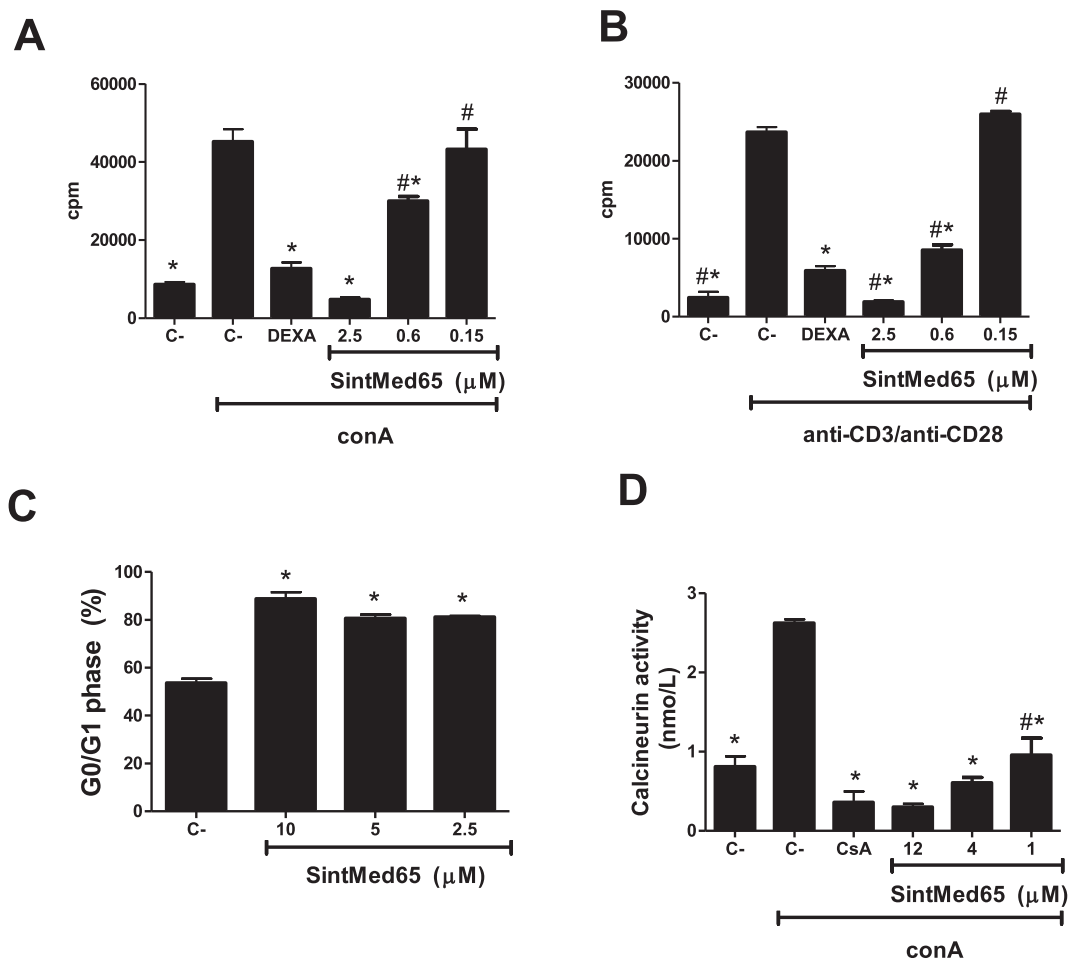 A
60000
40000
20000
0
cpm
*
*
*
#*
#
C-
C-
DEXA
2.5
0.6
0.15
SintMed65 (μM)
conA
B
30000
20000
10000
0
cpm
#*
*
#*
#*
#
C-
C-
DEXA
2.5
0.6
0.15
SintMed65 (μM)
anti-CD3/anti-CD28
C
100
80
60
40
20
0
G0/G1 phase (%)
*
*
*
C-
10
5
2.5
SintMed65 (μM)
D
3
2
1
0
Calcineurin activity
(nmo/L)
*
*
*
*
#*
C-
C-
CsA
12
4
1
SintMed65 (μM)
conA